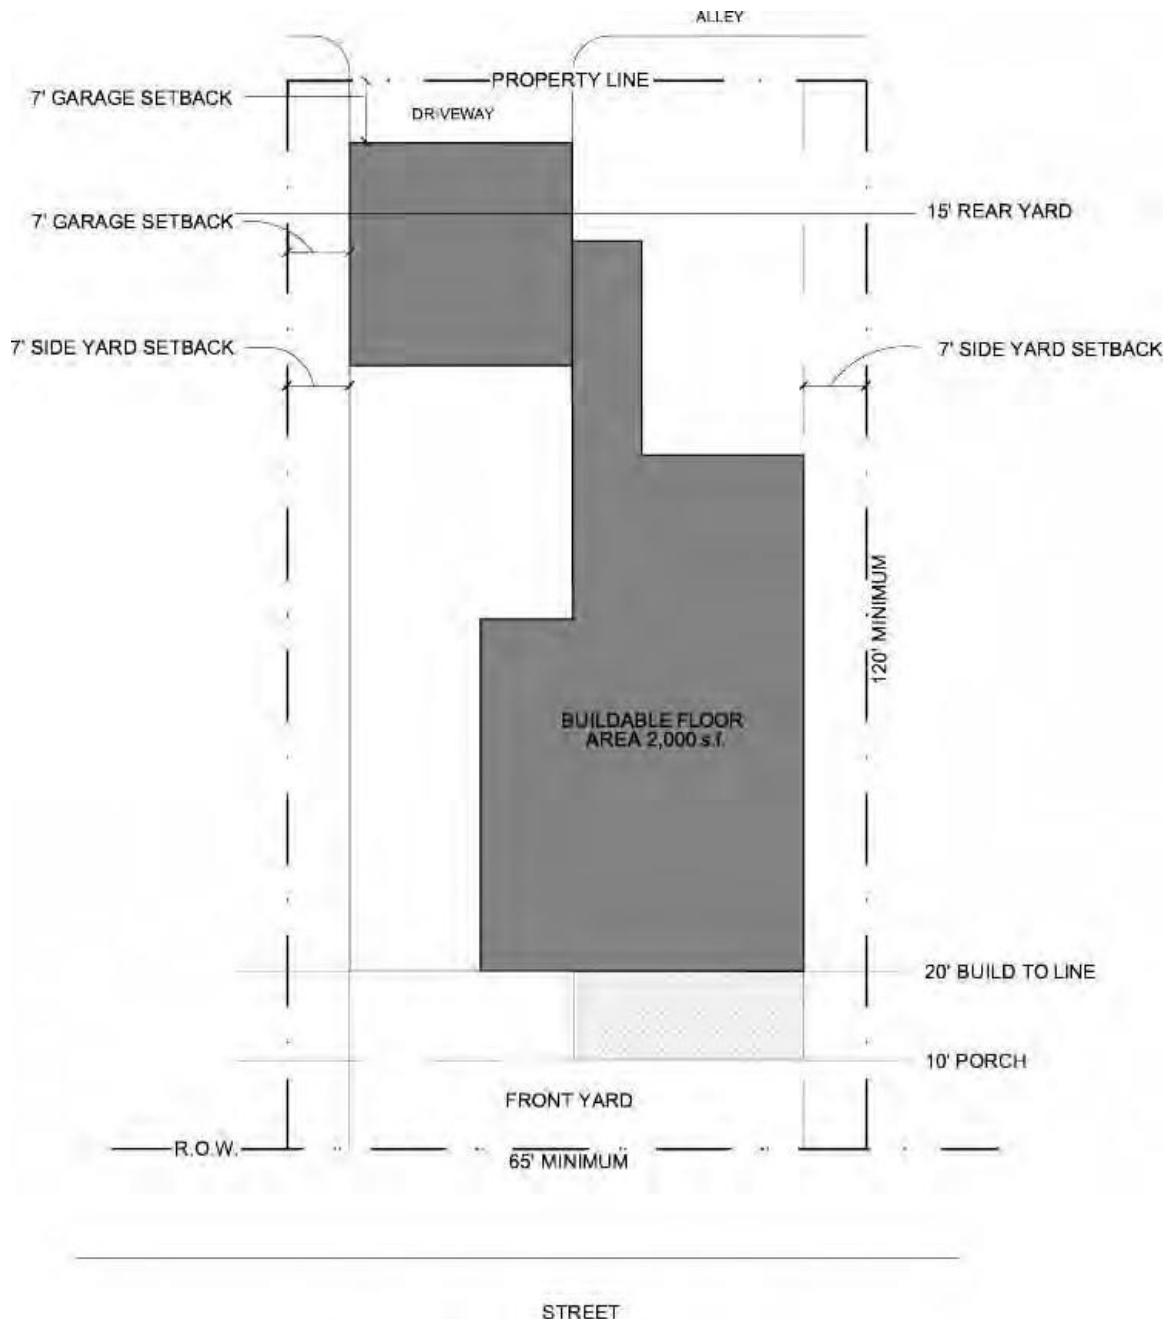 ALLEY
PROPERTY LINE
7' GARAGE SETBACK
DRIVEWAY
7' GARAGE SETBACK
15' REAR YARD
7' SIDE YARD SETBACK
7' SIDE YARD SETBACK
120' MINIMUM
BUILDABLE FLOOR
AREA 2,000 s.f.
20' BUILD TO LINE
10' PORCH
FRONT YARD
R.O.W.
65' MINIMUM
STREET